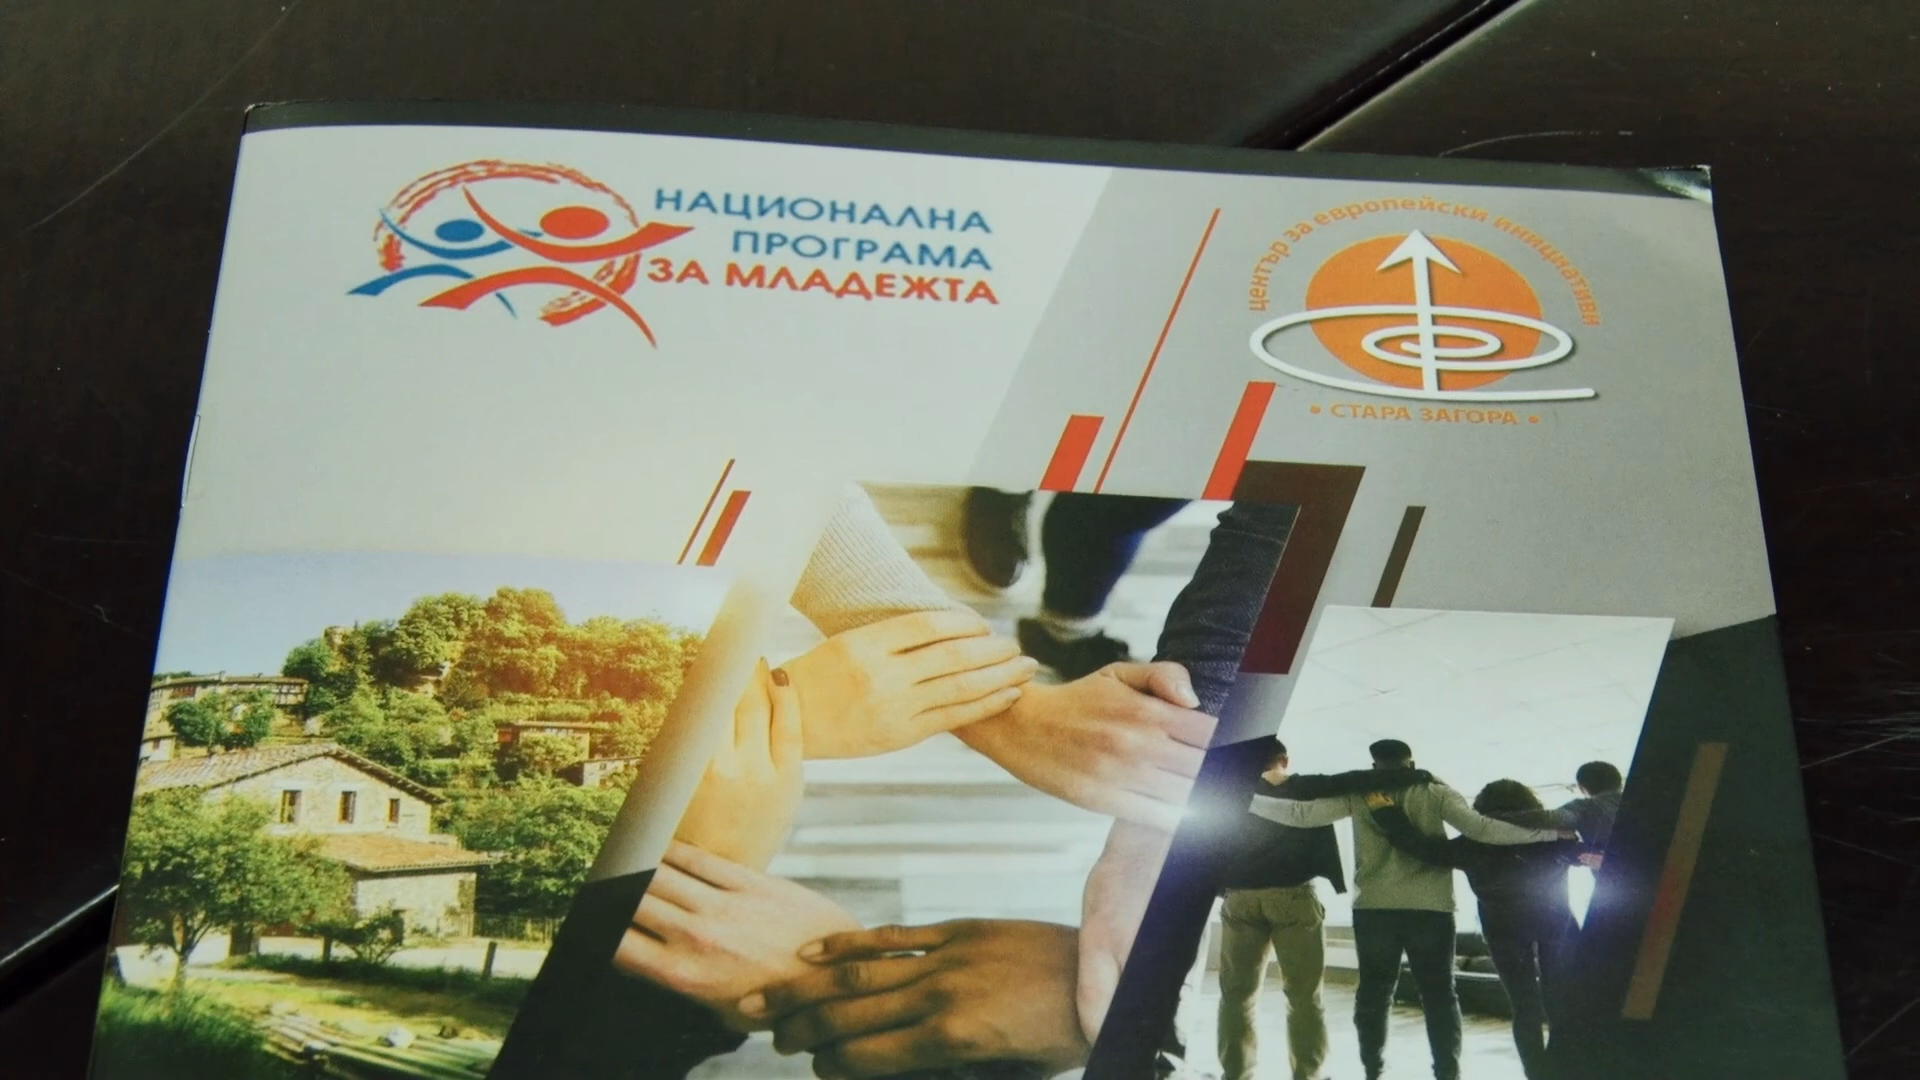 НАЦИОНАЛНА
ПРОГРАМА
ЗА МЛАДЕЖТА
център за европейски инициативи
• СТАРА ЗАГОРА •